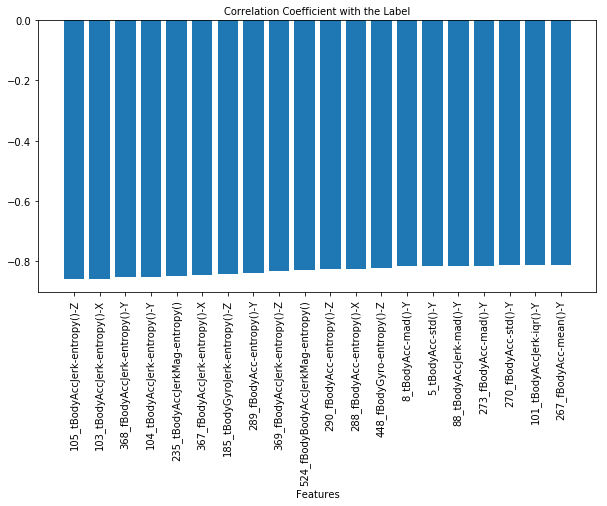 Correlation Coefficient with the Label
0.0
−0.2
−0.4
−0.6
−0.8
105_tBodyAccJerk-entropy()-Z
103_tBodyAccJerk-entropy()-X
368_fBodyAccJerk-entropy()-Y
104_tBodyAccJerk-entropy()-Y
235_tBodyAccJerkMag-entropy()
367_fBodyAccJerk-entropy()-X
185_tBodyGyroJerk-entropy()-Z
289_fBodyAcc-entropy()-Y
369_fBodyAccJerk-entropy()-Z
524_fBodyBodyAccJerkMag-entropy()
290_fBodyAcc-entropy()-Z
288_fBodyAcc-entropy()-X
448_fBodyGyro-entropy()-Z
8_tBodyAcc-mad()-Y
5_tBodyAcc-std()-Y
88_tBodyAccJerk-mad()-Y
273_fBodyAcc-mad()-Y
270_fBodyAcc-std()-Y
101_tBodyAccJerk-iqr()-Y
267_fBodyAcc-mean()-Y
Features